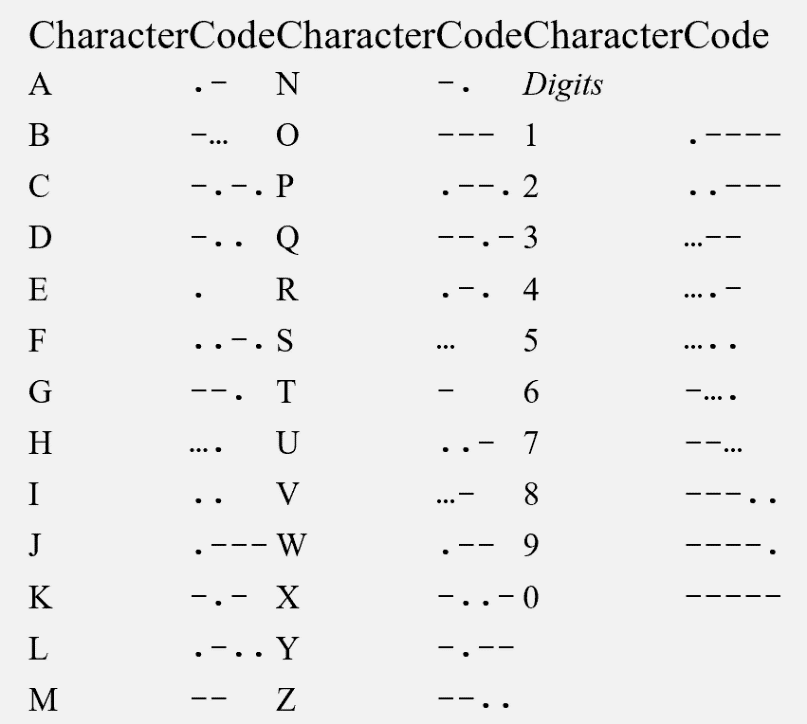 CharacterCodeCharacterCodeCharacterCode
A .- N -. Digits
B -… O --- 1 .----
C -.-. P .--. 2 ..---
D -.. Q --.- 3 …--
E . R .-. 4 ….-
F ..-. S … 5 …..
G --. T - 6 -….
H …. U ..- 7 --…
I .. V …- 8 ---..
J .--- W .-- 9 ----.
K -.- X -..- 0 -----
L .-.. Y -.--
M -- Z --..